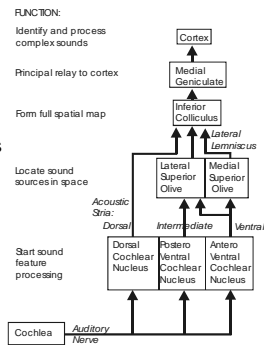 FUNCTION:
Identify and process
complex sounds
Cortex
Principal relay to cortex
Medial
Geniculate
Form full spatial map
Inferior
Colliculus
Lateral
Lemniscus
s
Locate sound
sources in space
Lateral
Superior
Olive
Medial
Superior
Olive
Acoustic
Stria:
Dorsal
Intermediate
Ventral
Start sound
feature
processing
Dorsal
Cochlear
Nucleus
Postero
Ventral
Cochlear
Nucleus
Antero
Ventral
Cochlear
Nucleus
Cochlea
Auditory
Nerve